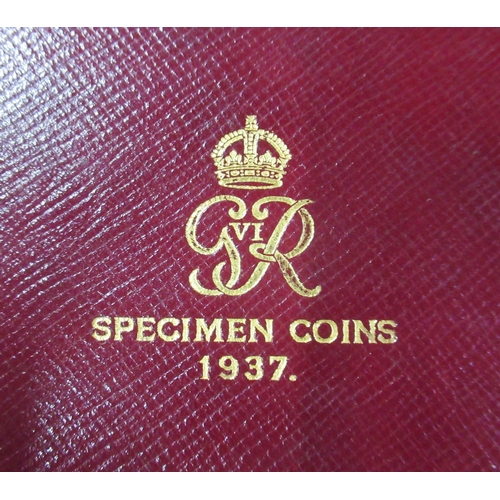 GVIR
SPECIMEN COINS
1937.